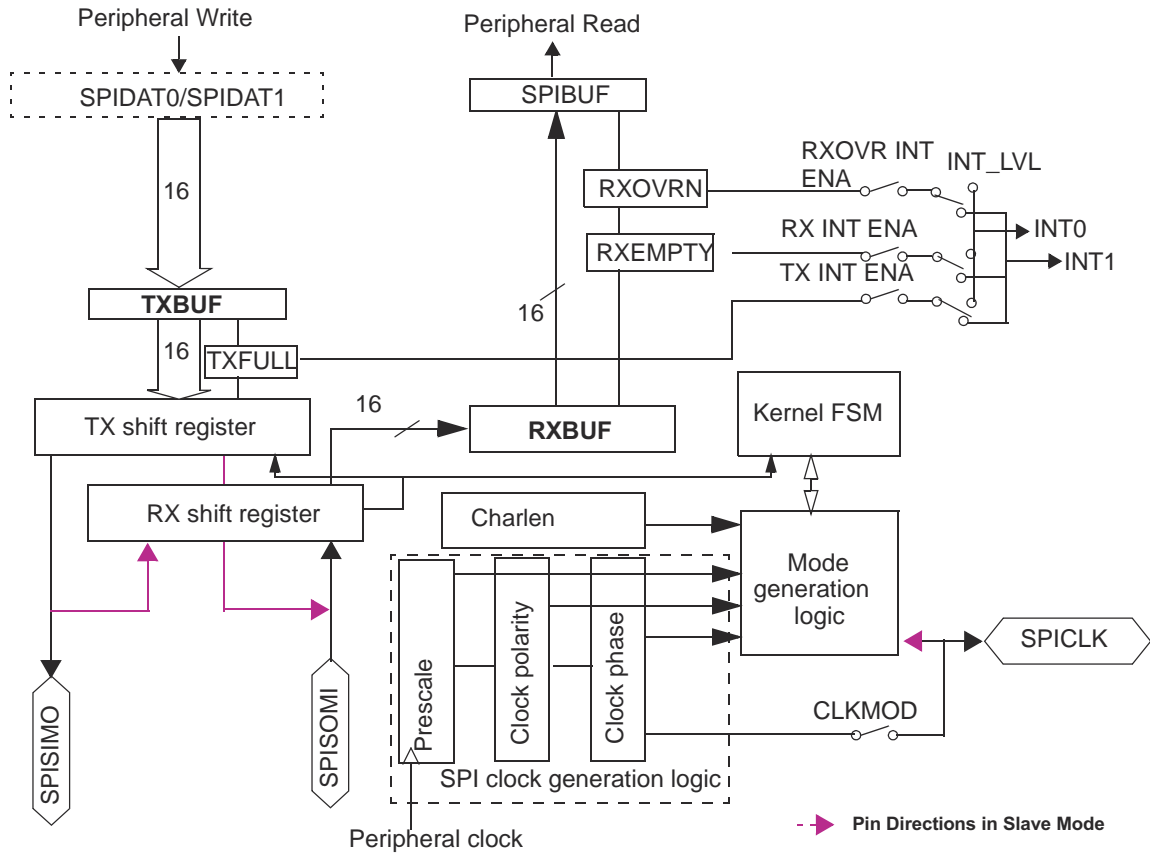 Peripheral Write
Peripheral Read
SPIDAT0/SPIDAT1
SPIBUF
16
RXOVRN
RXOVR INT
ENA
INT_LVL
RXEMPTY
RX INT ENA
INT0
TX INT ENA
INT1
TXBUF
16
16
TXFULL
TX shift register
16
RXBUF
Kernel FSM
RX shift register
Charlen
Mode
generation
logic
Prescale
Clock polarity
Clock phase
SPICLK
CLKMOD
SPISIMO
SPISOMI
SPI clock generation logic
Peripheral clock
Pin Directions in Slave Mode